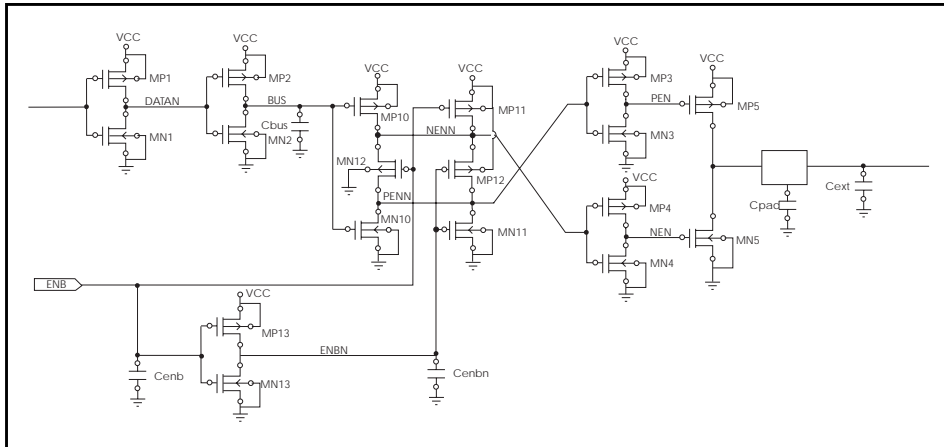 VCC
VCC
VCC
VCC
VCC
VCC
MP1
MP2
MP3
MP10
MP11
MP5
DATAN
BUS
PEN
Cbus
MN1
MN2
NENN
MN3
MN12
MP12
PENN
VCC
Cpad
Cext
MP4
MN10
MN11
NEN
MN5
MN4
ENB
VCC
MP13
ENBN
Cenb
MN13
Cenbn